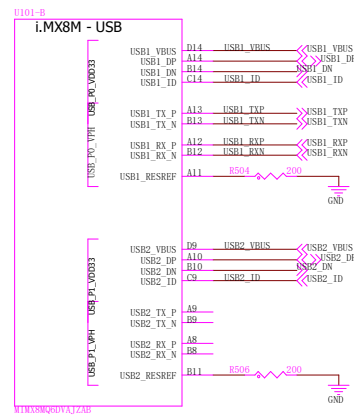 U101-B
i.MX8M - USB
USB_P0_VDD33
USB_P0_VPH
USB1_VBUS D14 USB1_VBUS USB1_VBUS
USB1_DP A14 USB1_DP
USB1_DN B14 USB1_DN
USB1_ID C14 USB1_ID USB1_ID
USB1_TX_P A13 USB1_TXP USB1_TXP
USB1_TX_N B13 USB1_TXN USB1_TXN
USB1_RX_P A12 USB1_RXP USB1_RXP
USB1_RX_N B12 USB1_RXN USB1_RXN
USB1_RESREF A11 R504 200
GND
USB_P1_VDD33
USB_P1_VPH
USB2_VBUS D9 USB2_VBUS USB2_VBUS
USB2_DP A10 USB2_DP
USB2_DN B10 USB2_DN
USB2_ID C9 USB2_ID USB2_ID
USB2_TX_P A9
USB2_TX_N B9
USB2_RX_P A8
USB2_RX_N B8
USB2_RESREF B11 R506 200
GND
MIMX8MQ6DVAJZAB